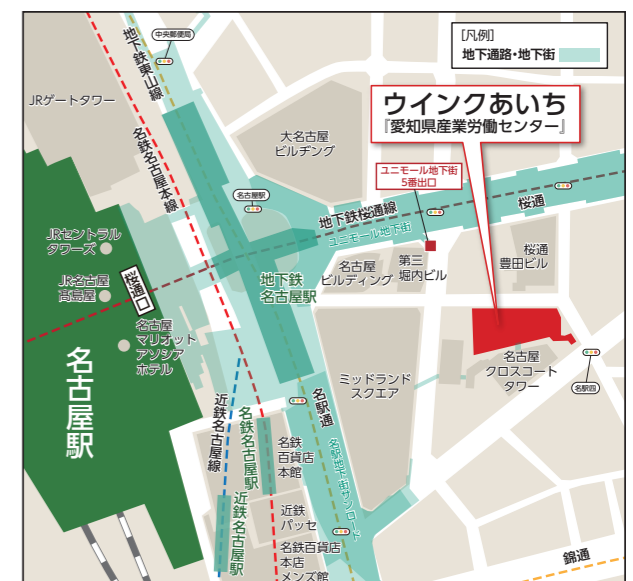 [凡例]
地下通路・地下街
中央郵便局
地下鉄東山線
JRゲートタワー
名鉄名古屋本線
大名古屋
ビルヂング
ウインクあいち
『愛知県産業労働センター』
ユニモール地下街
5番出口
名古屋駅
地下鉄桜通線
桜通
ユニモール地下街
JRセントラル
タワーズ
JR名古屋
髙島屋
桜通口
地下鉄
名古屋駅
名古屋
ビルディング
第三
堀内ビル
桜通
豊田ビル
名古屋
マリオット
アソシア
ホテル
名古屋駅
ミッドランド
スクエア
名古屋
クロスコート
タワー
名駅四
近鉄名古屋線
名鉄名古屋駅
名駅通
名駅地下街サンロード
名鉄
百貨店
本館
近鉄名古屋駅
近鉄
パッセ
名鉄百貨店
本店
メンズ館
錦通